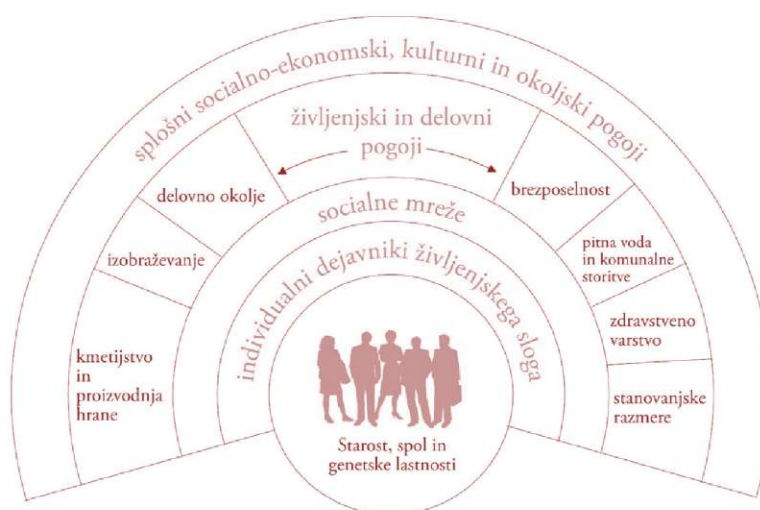 splošni socialno-ekonomski, kulturni in okoljski pogoji
življenjski in delovni
pogoji
delovno okolje
brezposelnost
socialne mreže
izobraževanje
pitna voda
in komunalne
storitve
individualni dejavniki življenjskega sloga
kmetijstvo
in
proizvodnja
hrane
zdravstveno
varstvo
stanovanjske
razmere
Starost, spol in
genetske lastnosti